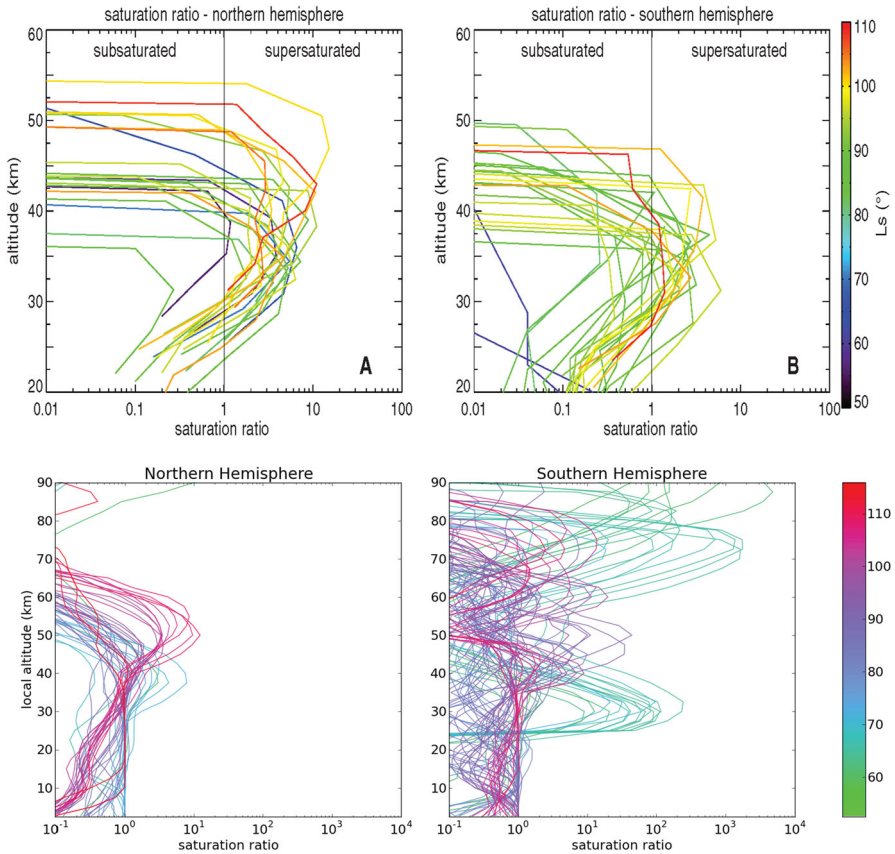 saturation ratio - northern hemisphere
subsaturated supersaturated
60
50
40
30
20
altitude (km)
0.01 0.1 1 10 100
saturation ratio
A
saturation ratio - southern hemisphere
subsaturated supersaturated
60
50
40
30
20
altitude (km)
0.01 0.1 1 10 100
saturation ratio
B
110
100
90
80
70
60
50
Ls (°)
Northern Hemisphere
90
80
70
60
50
40
30
20
10
local altitude (km)
10⁻¹ 10⁰ 10¹ 10² 10³ 10⁴
saturation ratio
Southern Hemisphere
90
80
70
60
50
40
30
20
10
10⁻¹ 10⁰ 10¹ 10² 10³ 10⁴
saturation ratio
110
100
90
80
70
60